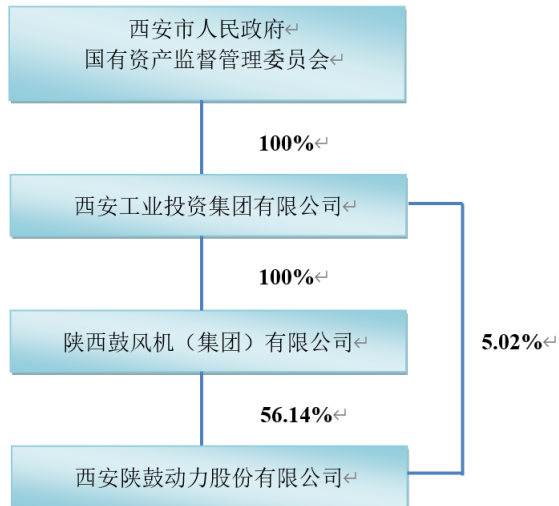 西安市人民政府↵
国有资产监督管理委员会↵
100%↵
西安工业投资集团有限公司↵
100%↵
陕西鼓风机（集团）有限公司↵
5.02%↵
56.14%↵
西安陕鼓动力股份有限公司↵